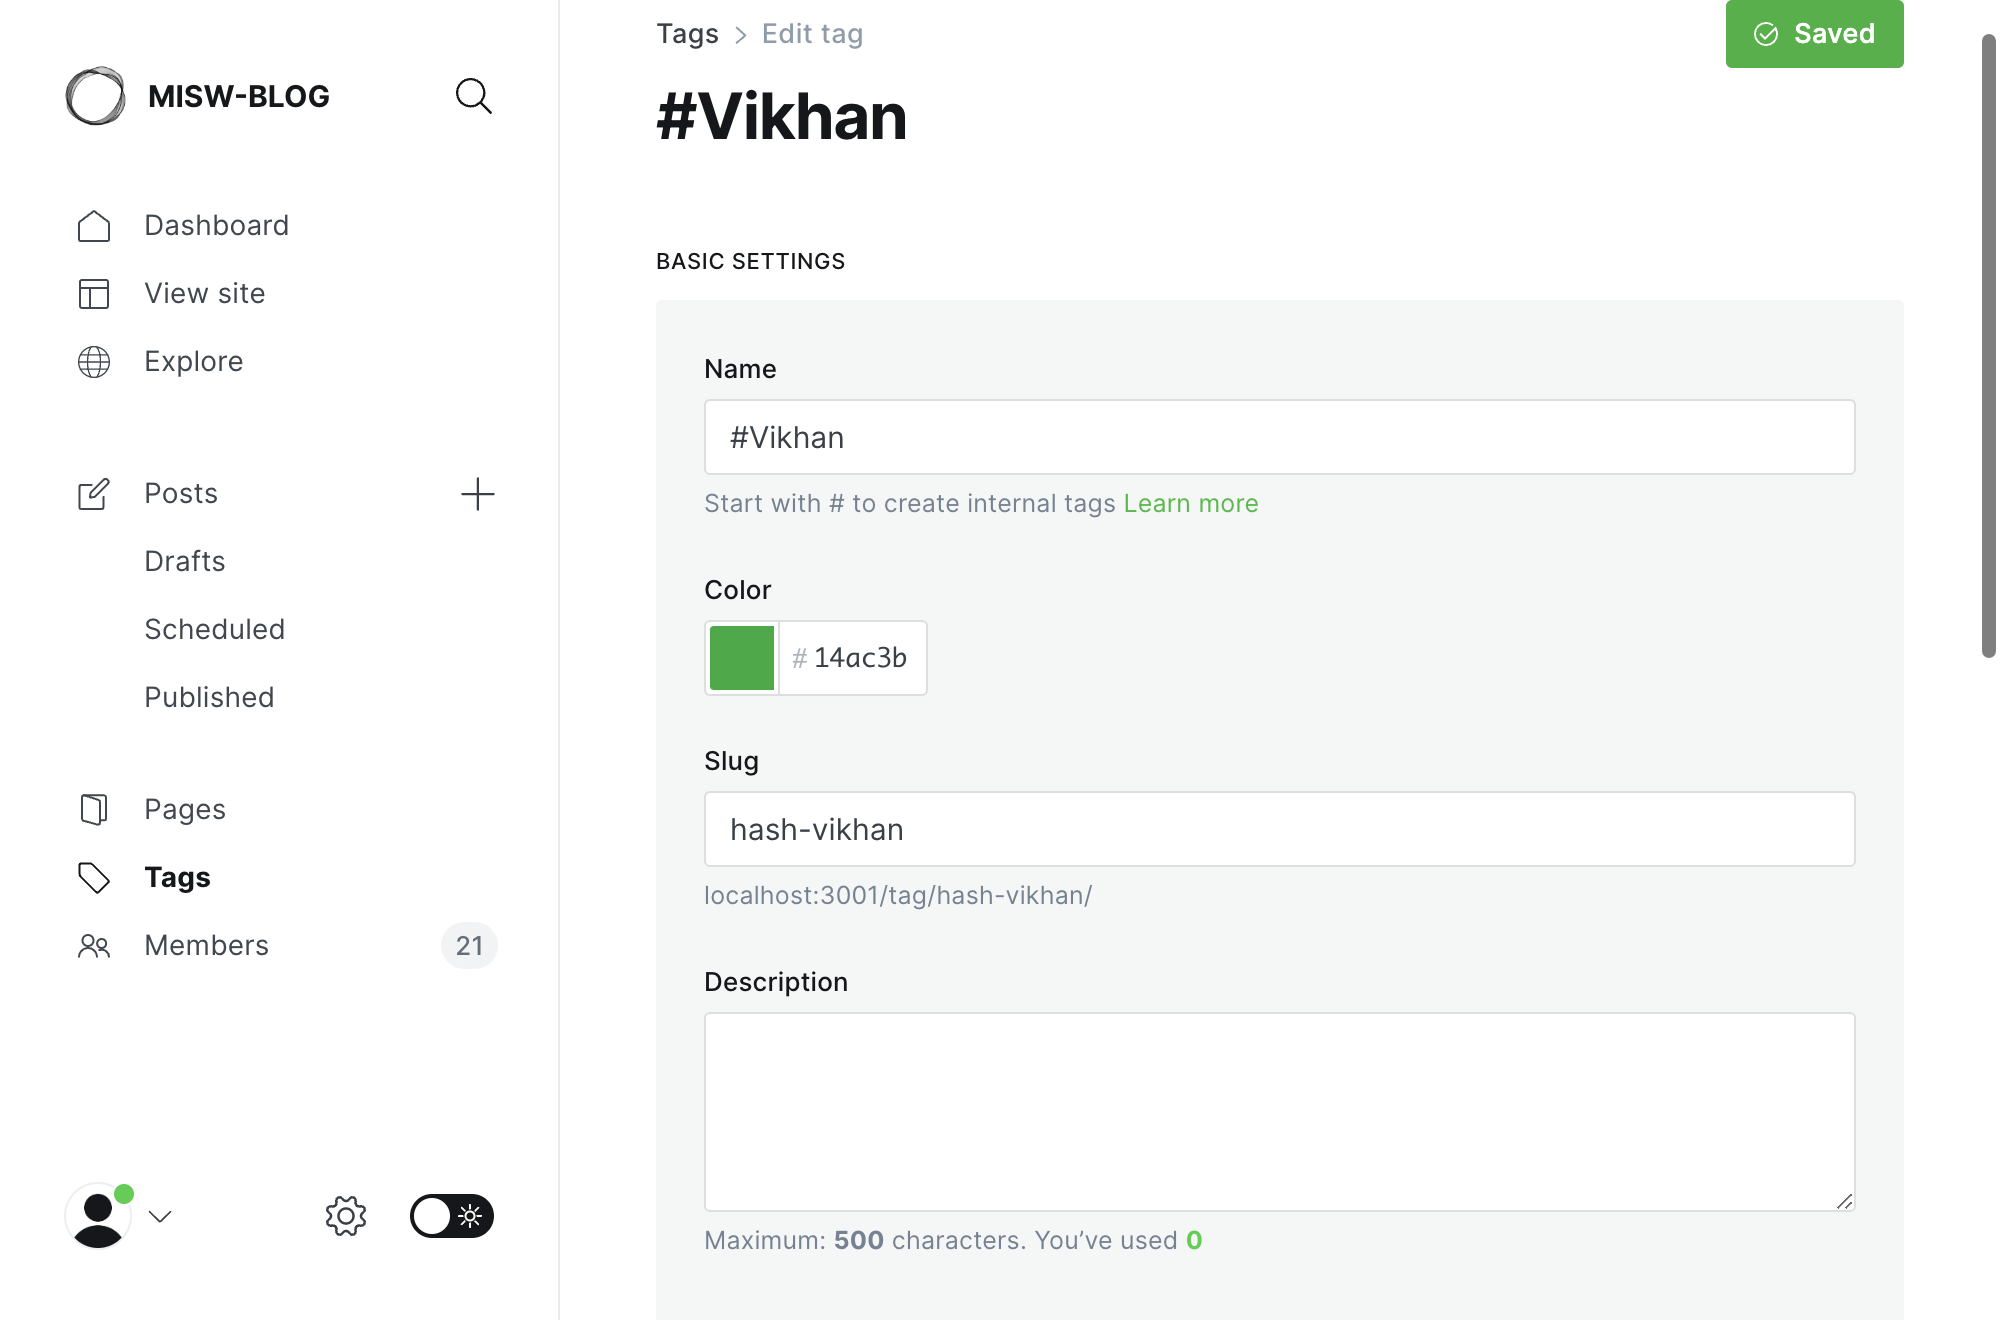 MISW-BLOG
Dashboard
View site
Explore
Posts
Drafts
Scheduled
Published
Pages
Tags
Members
21
Tags > Edit tag
Saved
#Vikhan
BASIC SETTINGS
Name
#Vikhan
Start with # to create internal tags Learn more
Color
# 14ac3b
Slug
hash-vikhan
localhost:3001/tag/hash-vikhan/
Description
Maximum: 500 characters. You’ve used 0